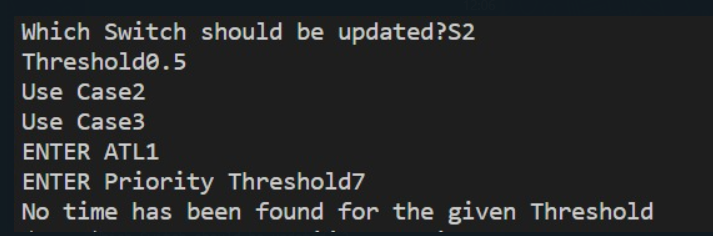 Which Switch should be updated?S2
Threshold0.5
Use Case2
Use Case3
ENTER ATL1
ENTER Priority Threshold7
No time has been found for the given Threshold